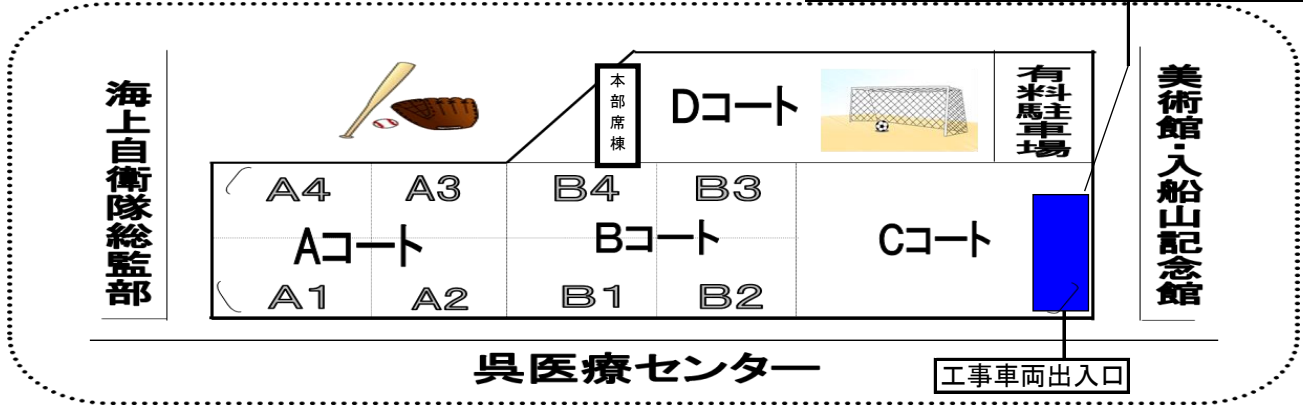 海上自衛隊総監部
本部席棟
Dコート
有料駐車場
美術館・入船山記念館
A4
A3
B4
B3
Aコート
Bコート
Cコート
A1
A2
B1
B2
呉医療センター
工事車両出入口